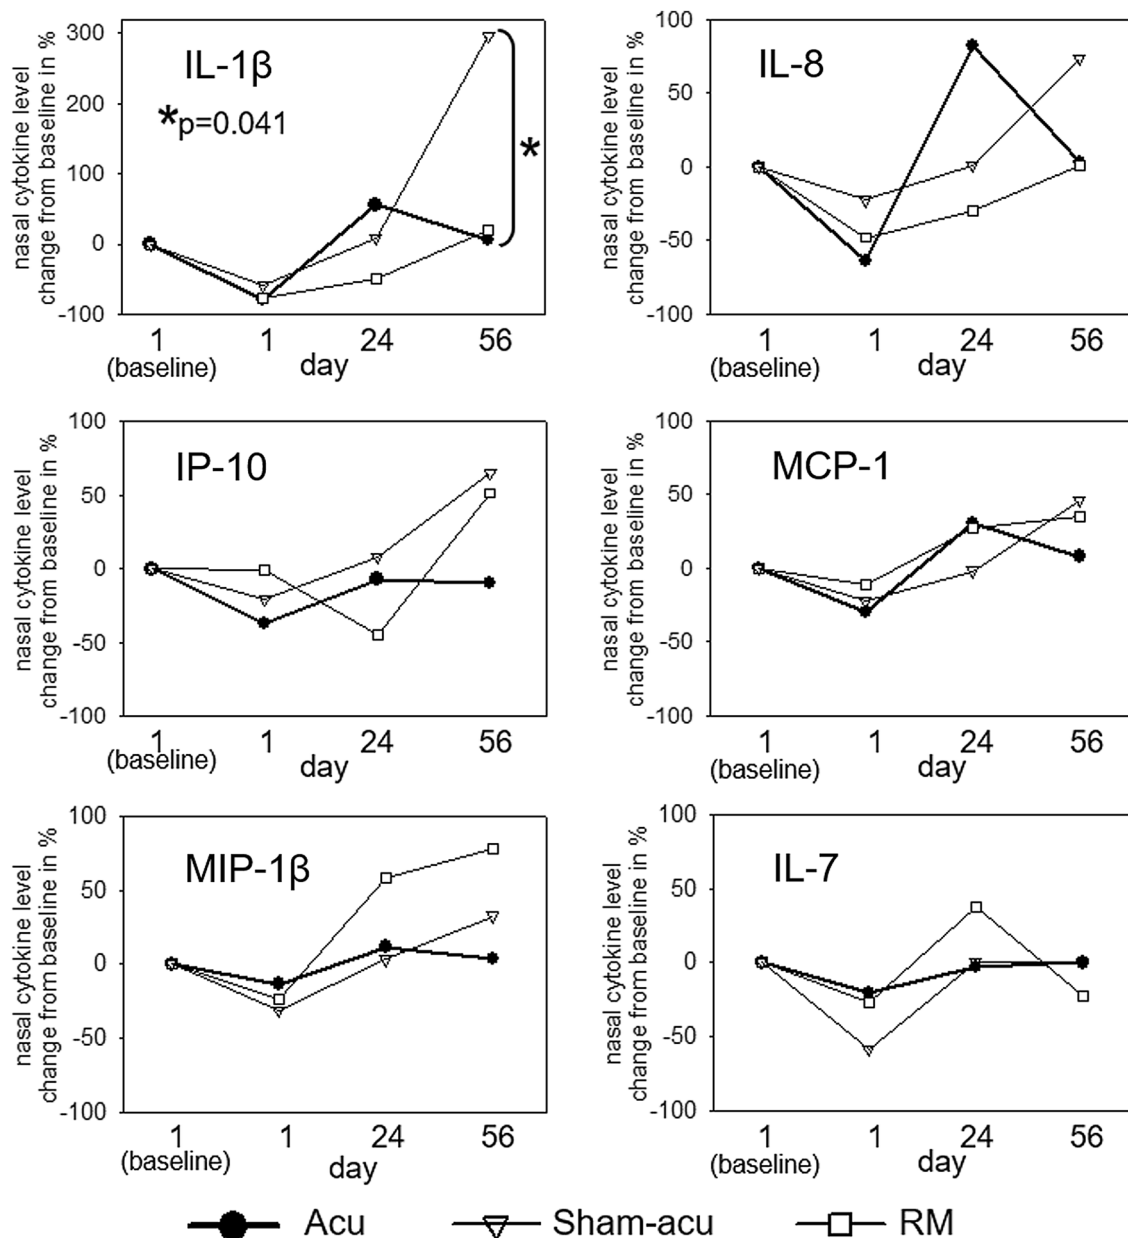 nasal cytokine level
change from baseline in %
300
200
100
0
-100
IL-1β
*p=0.041
*
1
1
24
56
(baseline)
day
nasal cytokine level
change from baseline in %
100
50
0
-50
-100
IL-8
1
1
24
56
(baseline)
day
nasal cytokine level
change from baseline in %
100
50
0
-50
-100
IP-10
1
1
24
56
(baseline)
day
nasal cytokine level
change from baseline in %
100
50
0
-50
-100
MCP-1
1
1
24
56
(baseline)
day
nasal cytokine level
change from baseline in %
100
50
0
-50
-100
MIP-1β
1
1
24
56
(baseline)
day
nasal cytokine level
change from baseline in %
100
50
0
-50
-100
IL-7
1
1
24
56
(baseline)
day
Acu
Sham-acu
RM